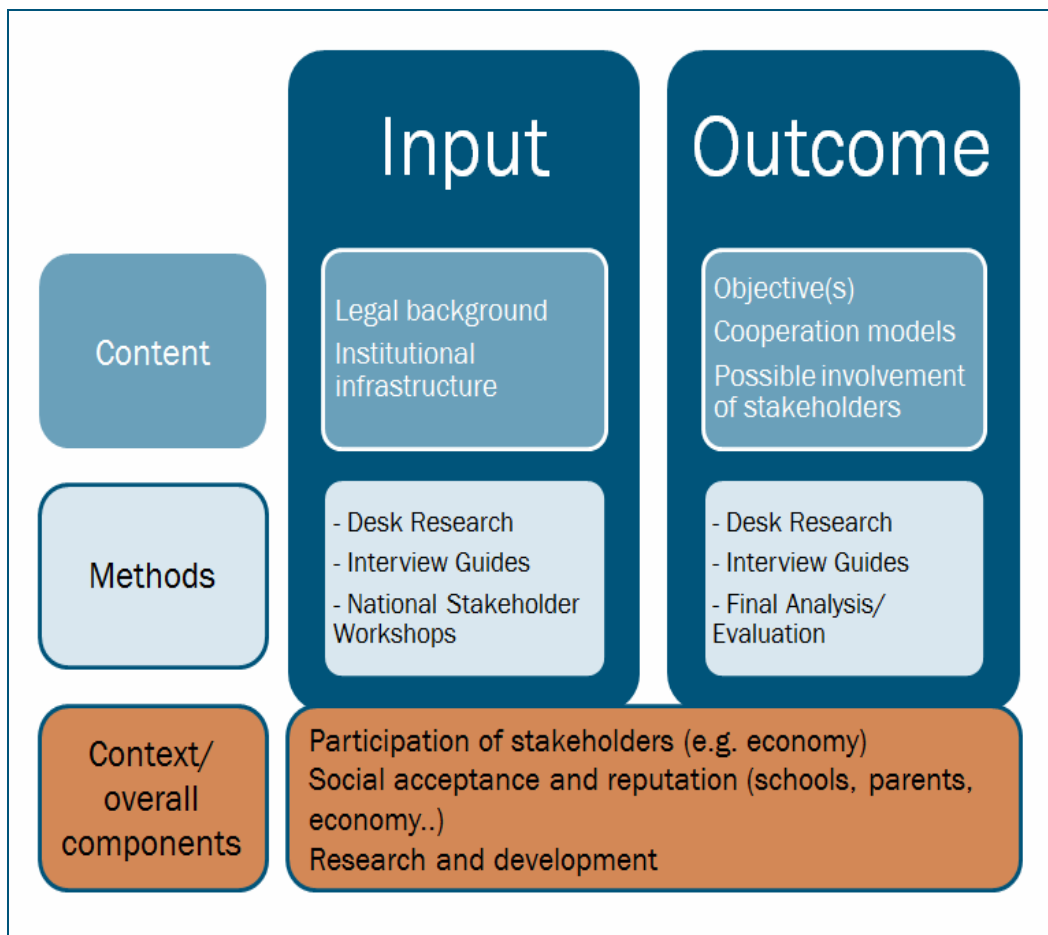 Input
Outcome
Content
Legal background
Institutional
infrastructure
Objective(s)
Cooperation models
Possible involvement
of stakeholders
Methods
- Desk Research
- Interview Guides
- National Stakeholder
Workshops
- Desk Research
- Interview Guides
- Final Analysis/
Evaluation
Context/
overall
components
Participation of stakeholders (e.g. economy)
Social acceptance and reputation (schools, parents,
economy..)
Research and development